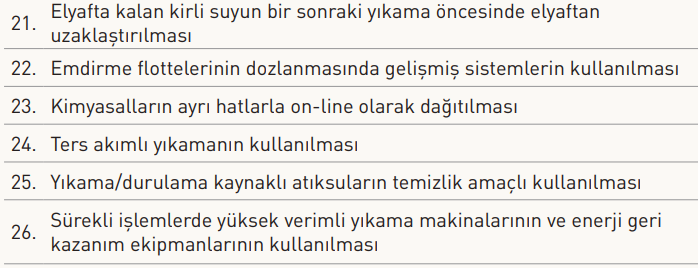 21. Elyafta kalan kirli suyun bir sonraki yıkama öncesinde elyaftan
uzaklaştırılması
22. Emdirme flottelerinin dozlanmasında gelişmiş sistemlerin kullanılması
23. Kimyasalların ayrı hatlarla on-line olarak dağıtılması
24. Ters akımlı yıkamanın kullanılması
25. Yıkama/durulama kaynaklı atıksuların temizlik amaçlı kullanılması
26. Sürekli işlemlerde yüksek verimli yıkama makinalarının ve enerji geri
kazanım ekipmanlarının kullanılması